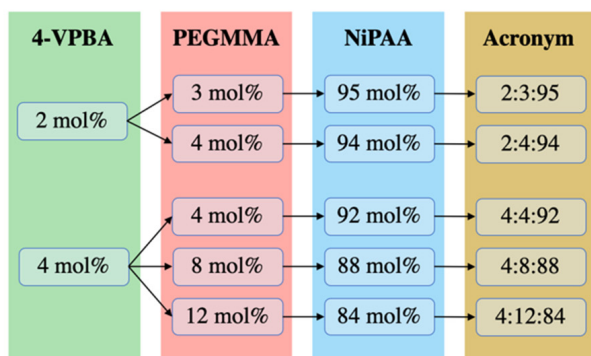 4-VPBA PEGMMA NiPAA Acronym
3 mol% 95 mol% 2:3:95
2 mol%
4 mol% 94 mol% 2:4:94
4 mol% 92 mol% 4:4:92
4 mol% 8 mol% 88 mol% 4:8:88
12 mol% 84 mol% 4:12:84